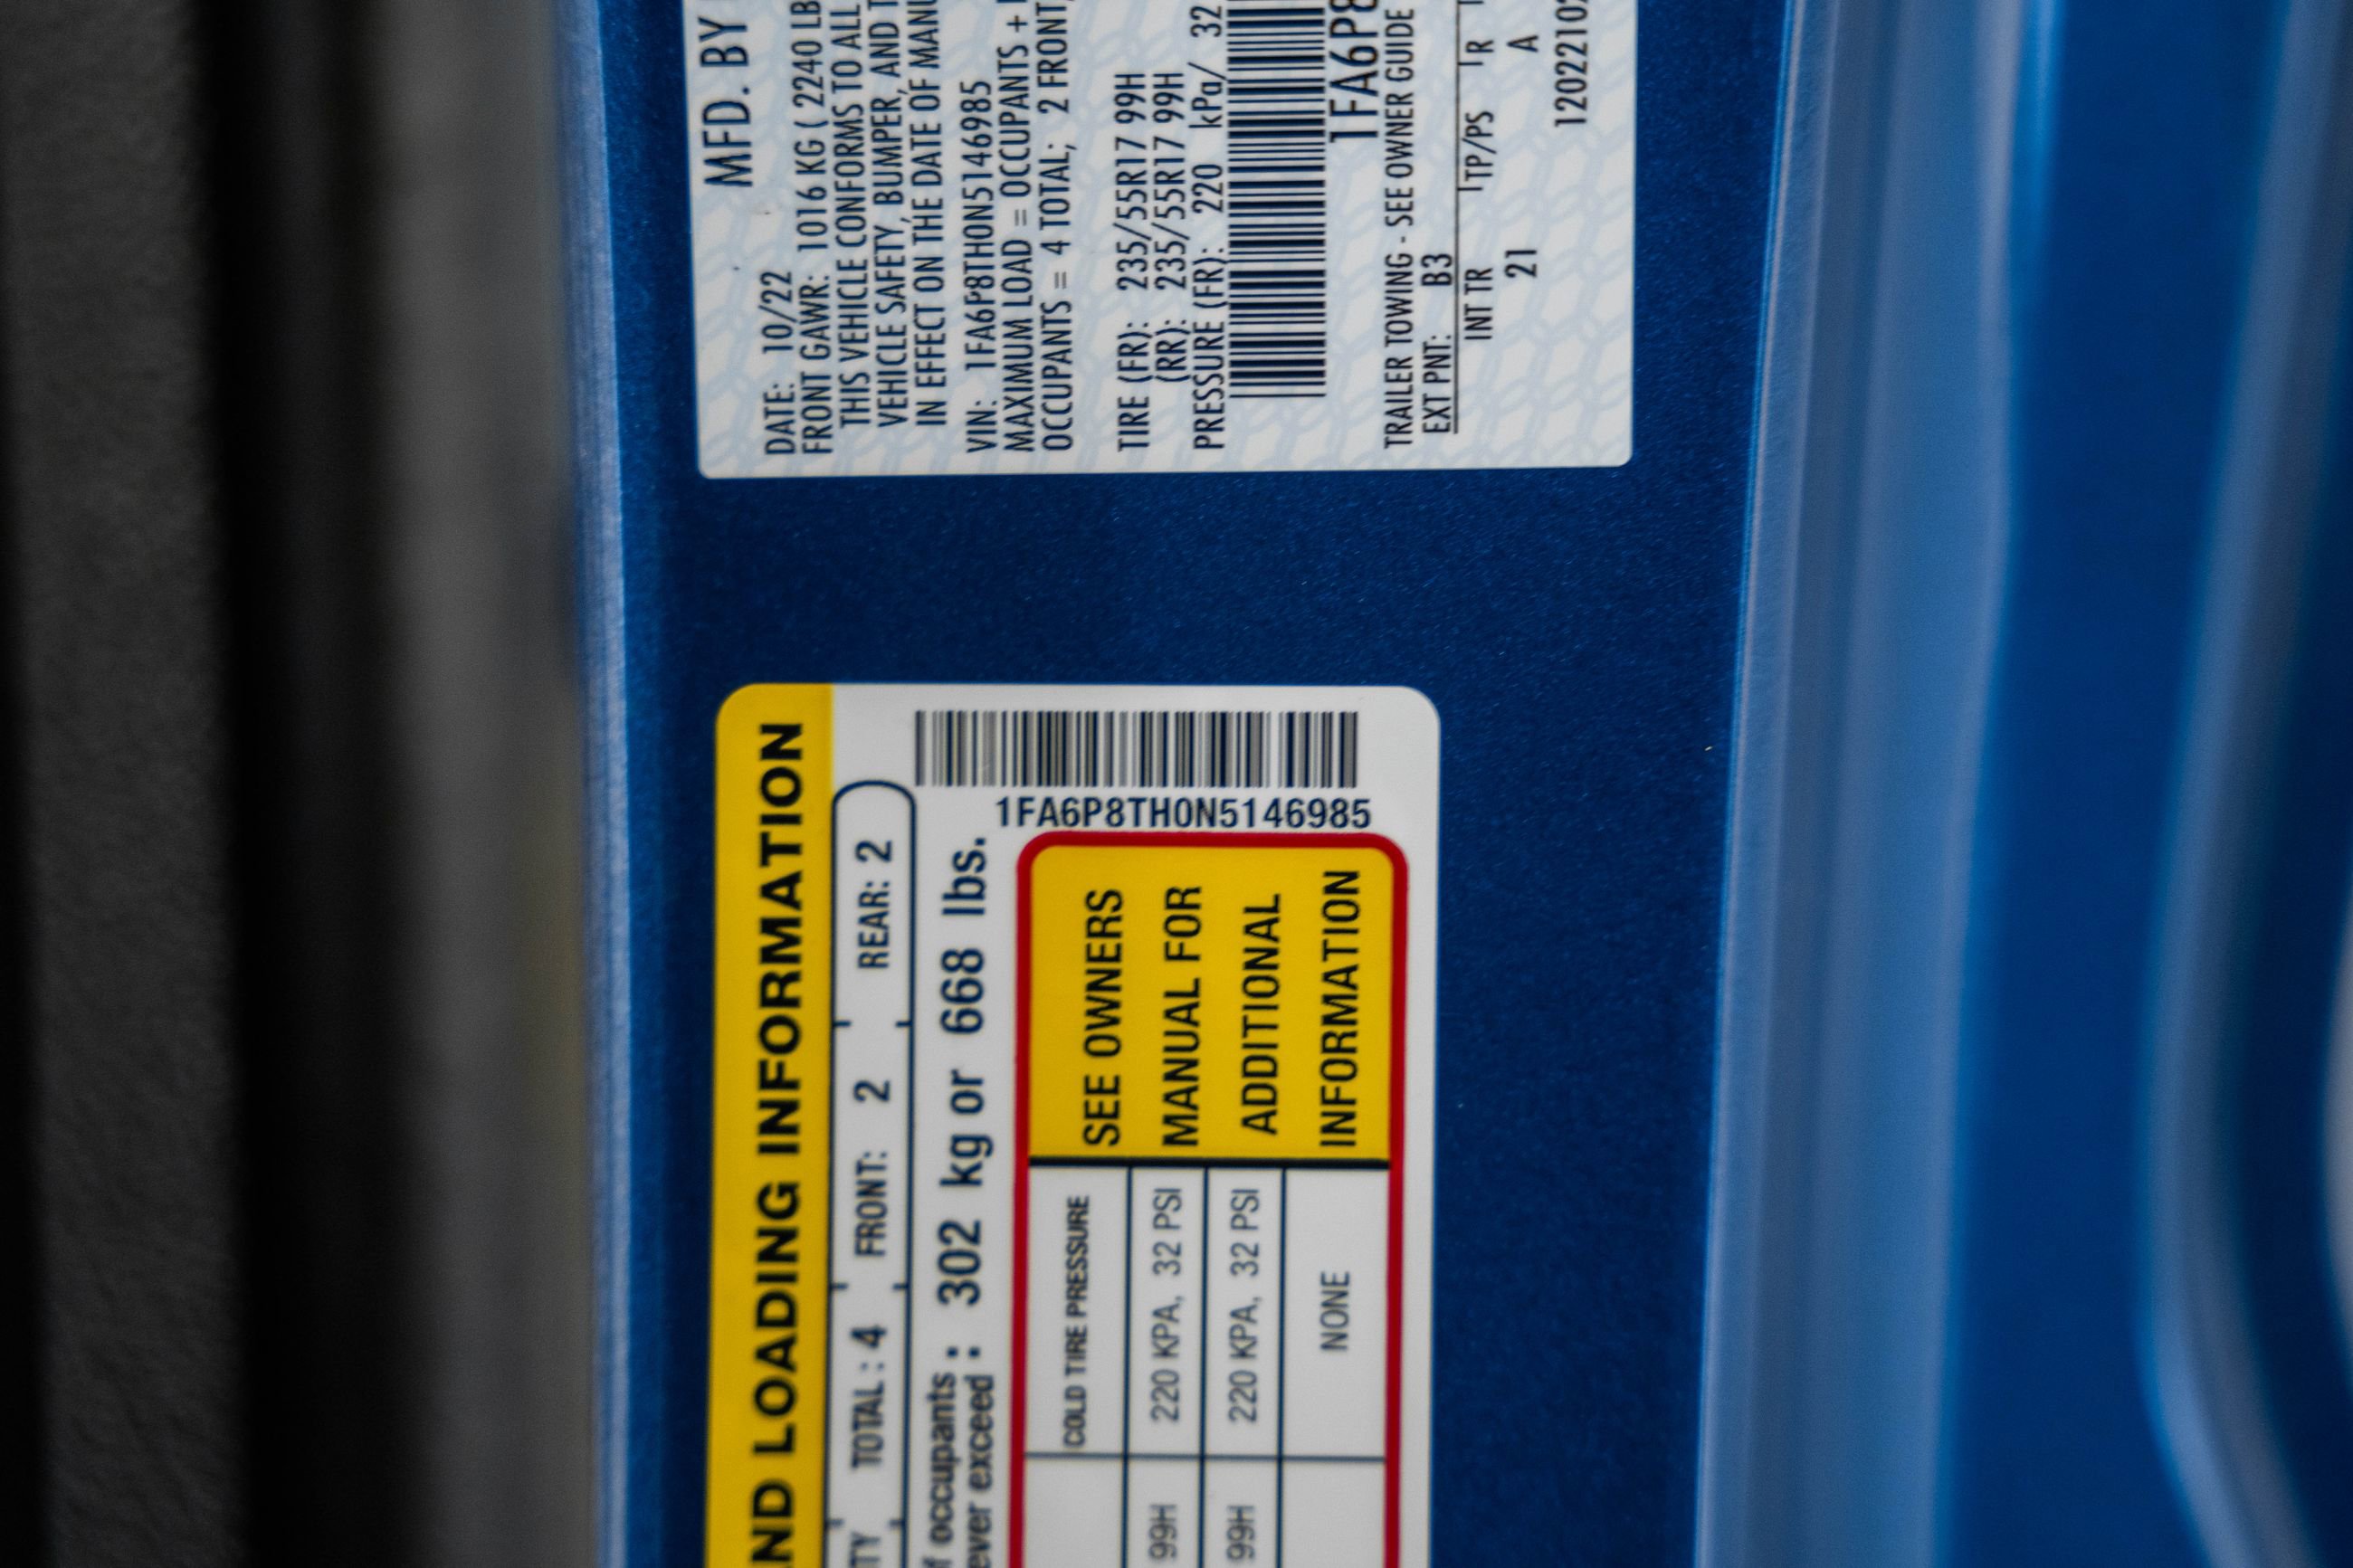 MFD. BY
DATE: 10/22
FRONT GAWR: 1016 KG ( 2240 LB
THIS VEHICLE CONFORMS TO ALL
VEHICLE SAFETY, BUMPER, AND T
IN EFFECT ON THE DATE OF MANU
VIN: 1FA6P8TH0N5146985
MAXIMUM LOAD = OCCUPANTS +
OCCUPANTS = 4 TOTAL; 2 FRONT,
TIRE (FR): 235/55R17 99H
(RR): 235/55R17 99H
PRESSURE (FR): 220 kPa/ 32
1FA6P8
TRAILER TOWING - SEE OWNER GUIDE
EXT PNT: B3
INT TR TP/PS R
21 A
12022102
AND LOADING INFORMATION
TY TOTAL : 4 FRONT: 2 REAR: 2
f occupants
ever exceed : 302 kg or 668 lbs.
1FA6P8TH0N5146985
COLD TIRE PRESSURE
99H 220 KPA, 32 PSI
99H 220 KPA, 32 PSI
NONE
SEE OWNERS
MANUAL FOR
ADDITIONAL
INFORMATION